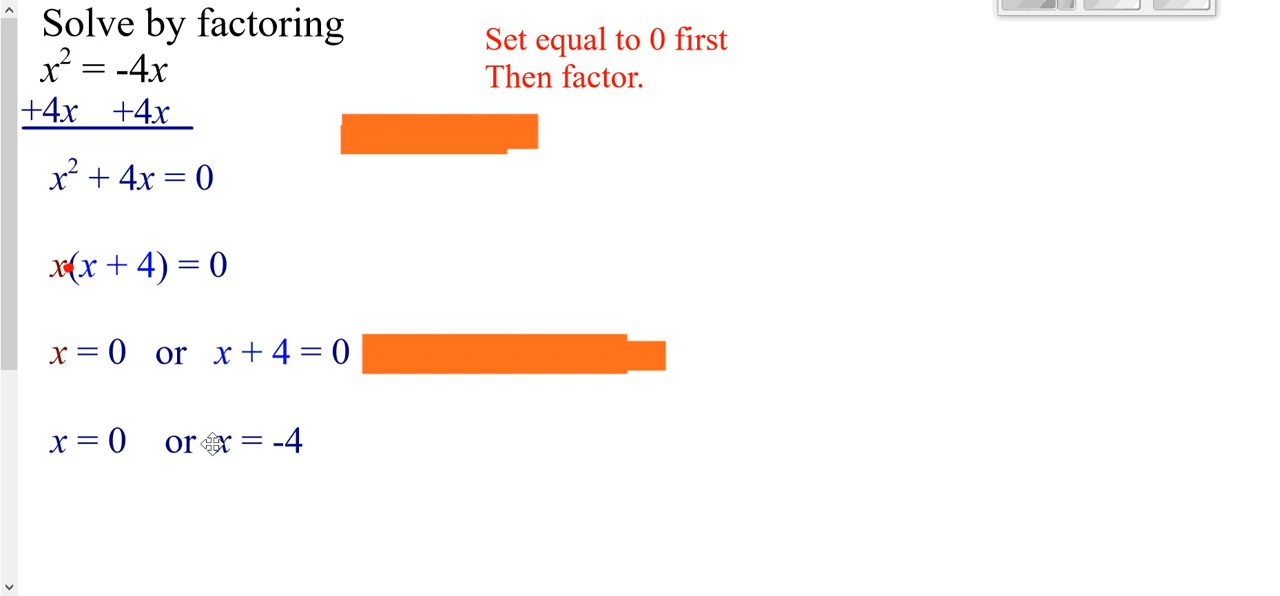 Solve by factoring
x² = -4x
+4x +4x
x² + 4x = 0
x(x + 4) = 0
x = 0 or x + 4 = 0
x = 0 or x = -4
Set equal to 0 first
Then factor.